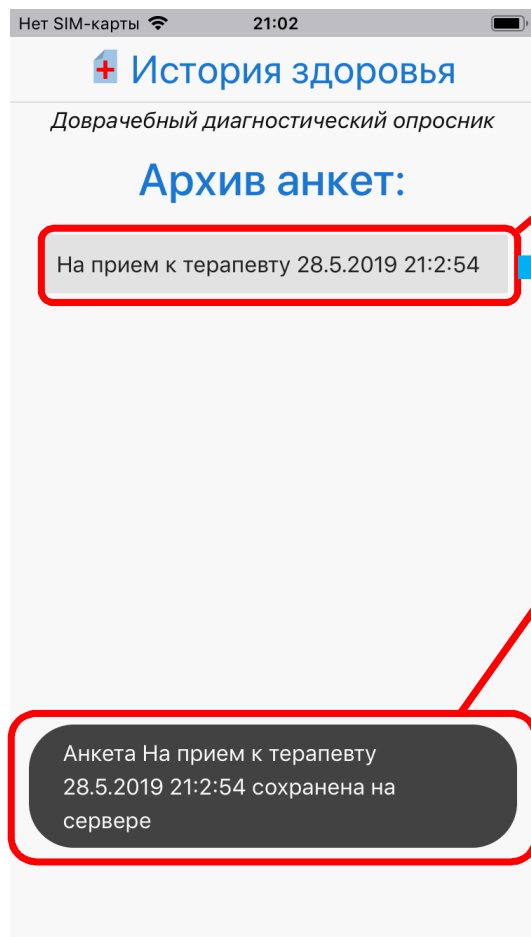 Нет SIM-карты 21:02
История здоровья
Доврачебный диагностический опросник
Архив анкет:
На прием к терапевту 28.5.2019 21:2:54
Анкета На прием к терапевту
28.5.2019 21:2:54 сохранена на
сервере